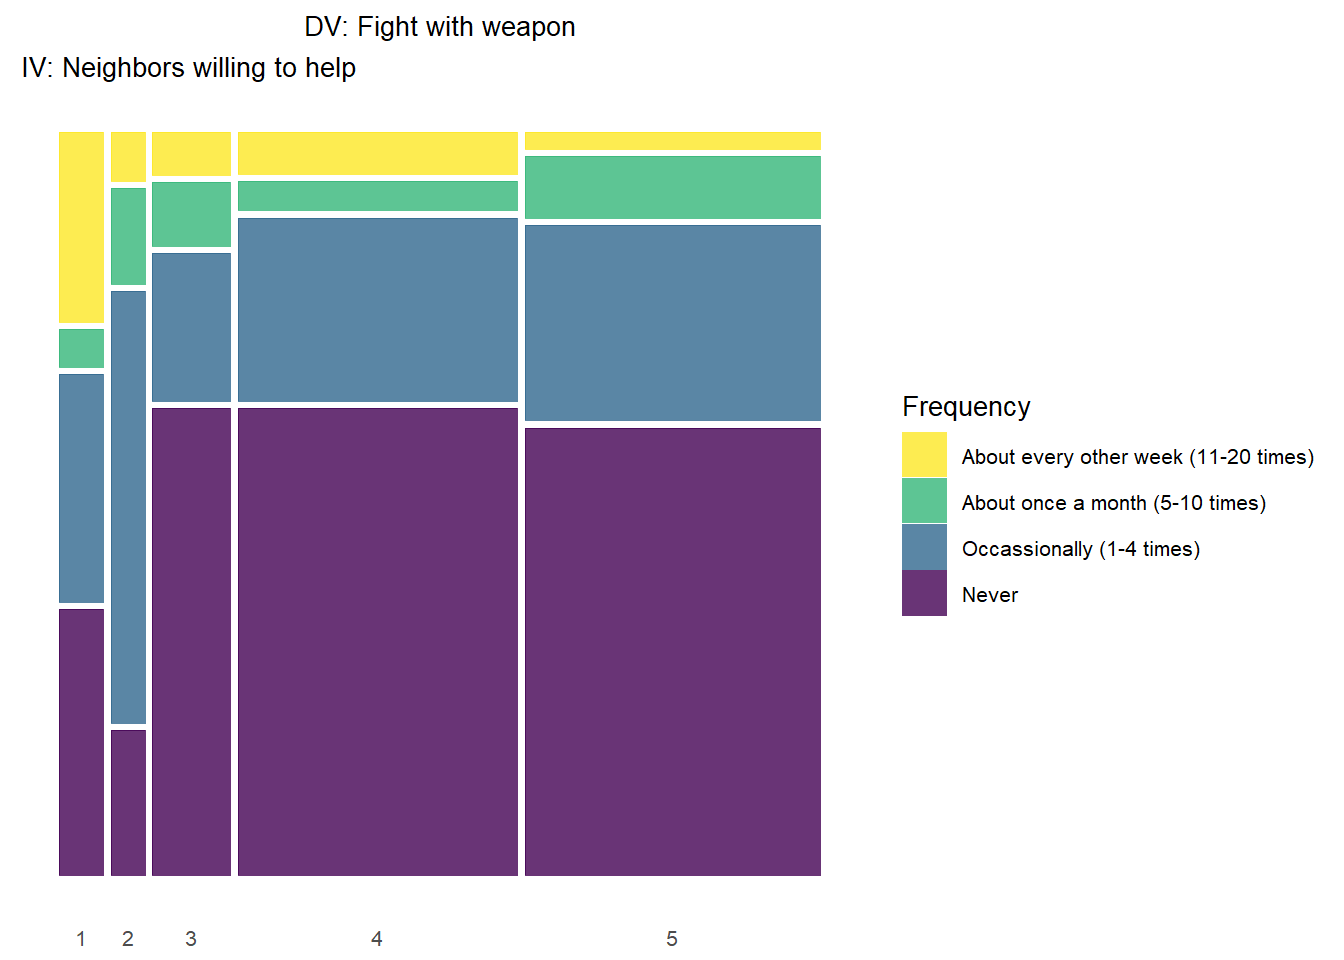 DV: Fight with weapon
IV: Neighbors willing to help
Frequency
About every other week (11-20 times)
About once a month (5-10 times)
Occassionally (1-4 times)
Never
1 2 3 4 5